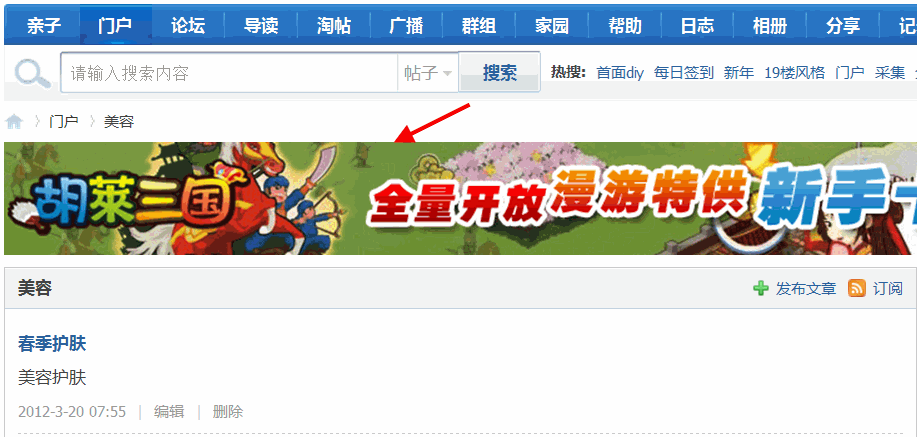 亲子 门户 论坛 导读 淘帖 广播 群组 家园 帮助 日志 相册 分享 记
请输入搜索内容 帖子 搜索 热搜: 首面diy 每日签到 新年 19楼风格 门户 采集
门户 美容
胡莱三国 全量开放 漫游特供 新手卡
美容 发布文章 订阅
春季护肤
美容护肤
2012-3-20 07:55 | 编辑 | 删除